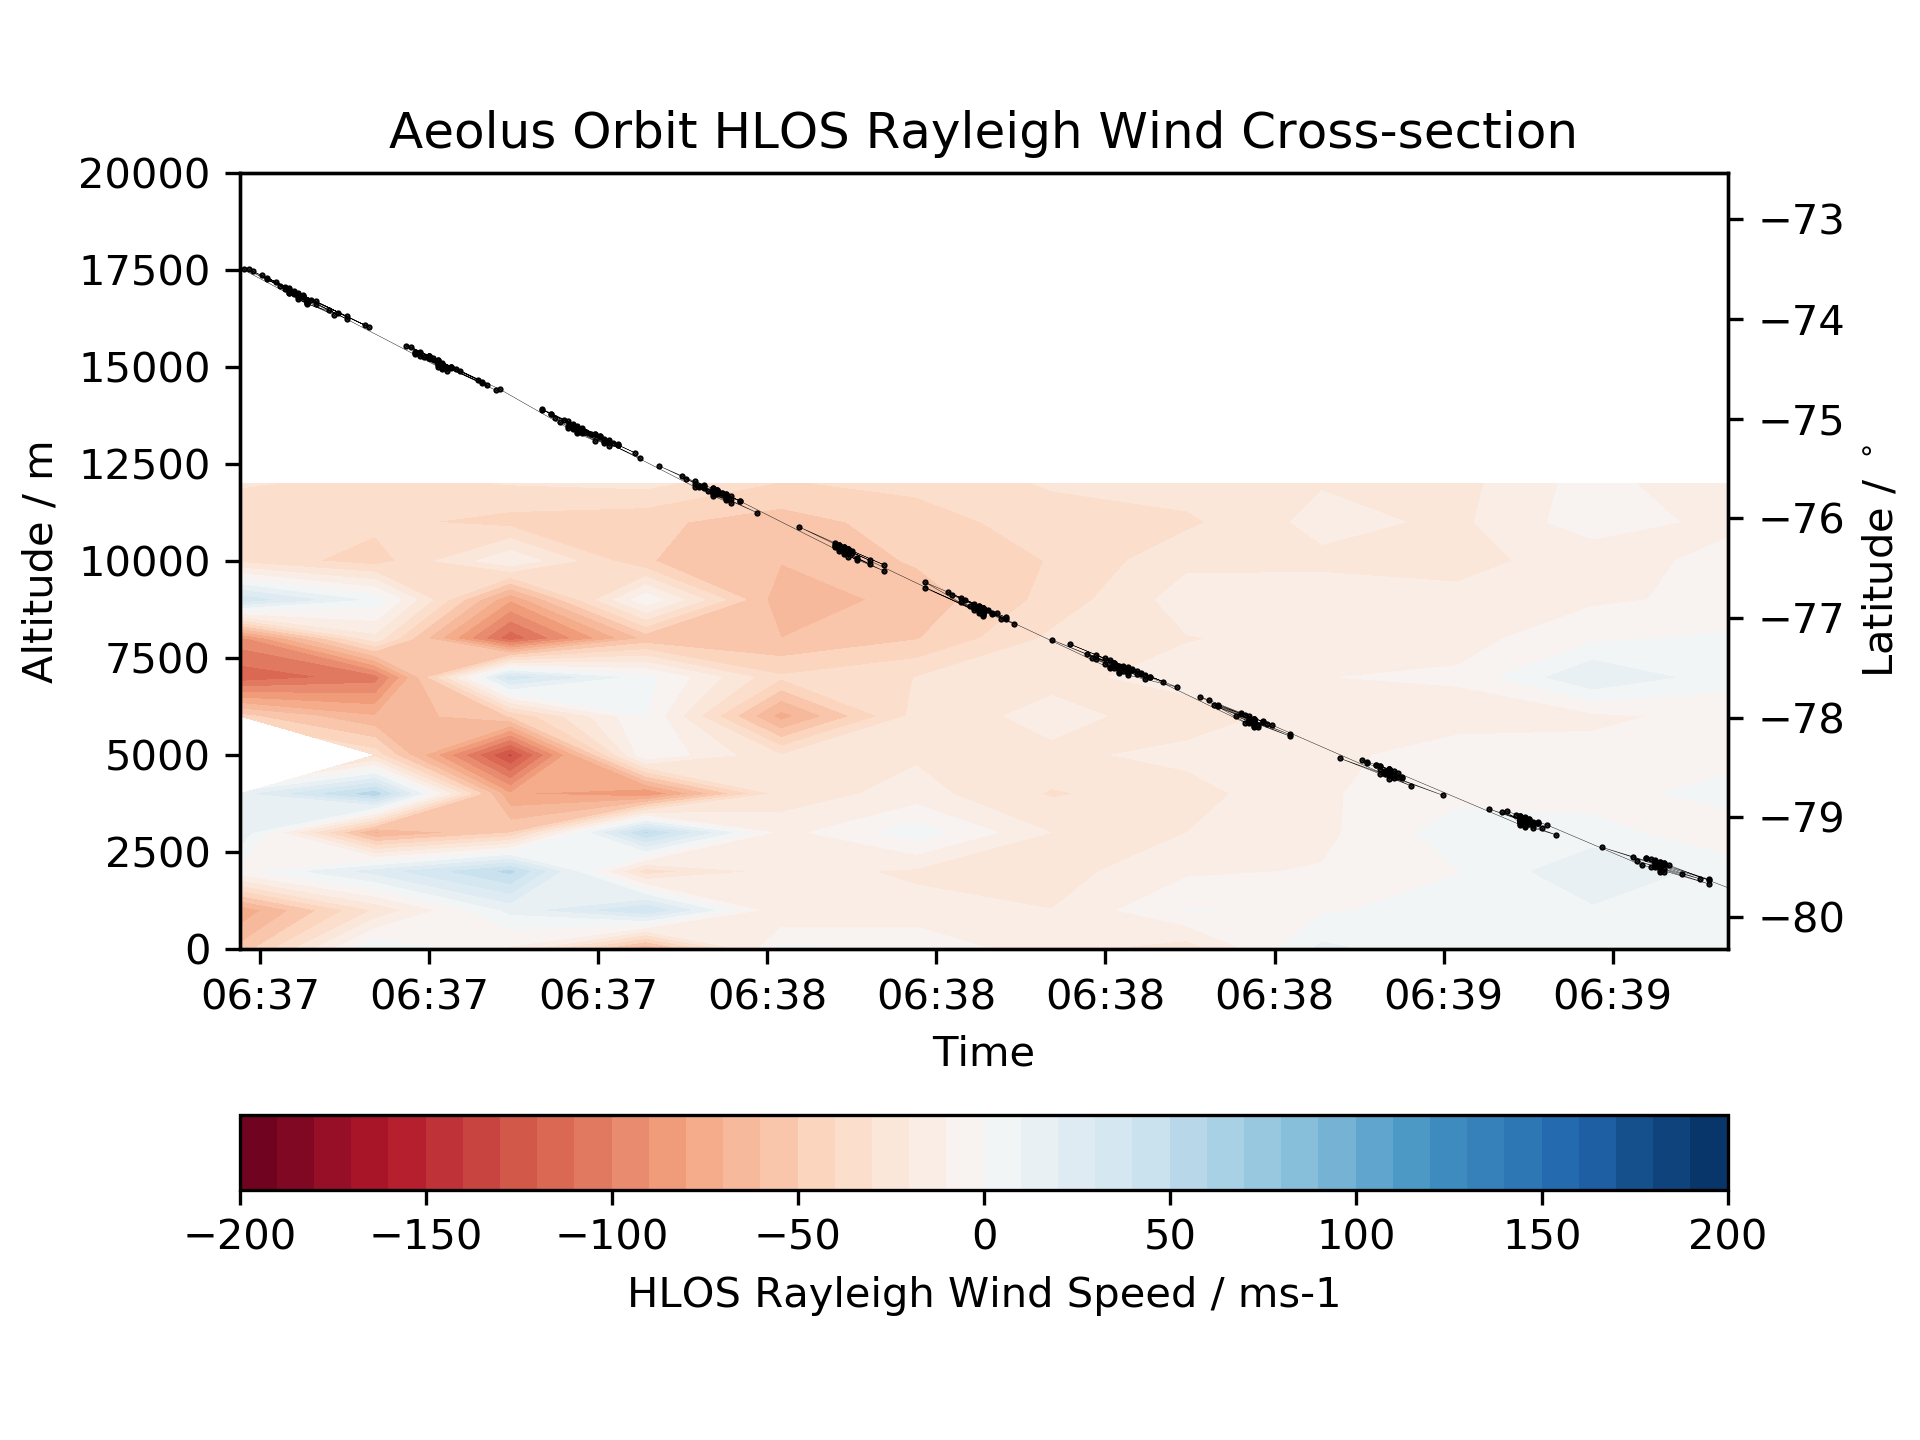 Aeolus Orbit HLOS Rayleigh Wind Cross-section
20000
17500
15000
12500
10000
7500
5000
2500
0
Altitude / m
−73
−74
−75
−76
−77
−78
−79
−80
Latitude / °
06:37 06:37 06:37 06:38 06:38 06:38 06:38 06:39 06:39
Time
−200 −150 −100 −50 0 50 100 150 200
HLOS Rayleigh Wind Speed / ms-1